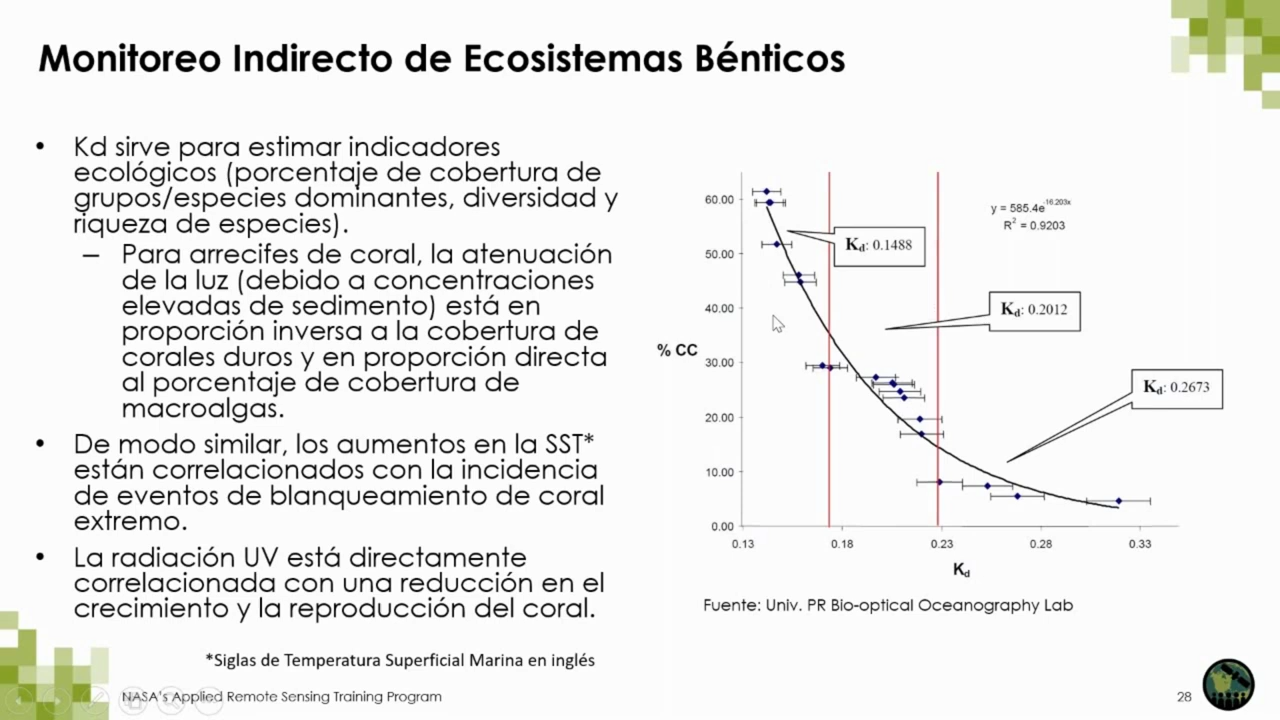 Monitoreo Indirecto de Ecosistemas Bénticos
• Kd sirve para estimar indicadores
ecológicos (porcentaje de cobertura de
grupos/especies dominantes, diversidad y
riqueza de especies).
– Para arrecifes de coral, la atenuación
de la luz (debido a concentraciones
elevadas de sedimento) está en
proporción inversa a la cobertura de
corales duros y en proporción directa
al porcentaje de cobertura de
macroalgas.
• De modo similar, los aumentos en la SST*
están correlacionados con la incidencia
de eventos de blanqueamiento de coral
extremo.
• La radiación UV está directamente
correlacionada con una reducción en el
crecimiento y la reproducción del coral.
*Siglas de Temperatura Superficial Marina en inglés
60.00
50.00
40.00
30.00
20.00
10.00
0.00
% CC
y = 585.4e^-16.203x
R² = 0.9203
Kd: 0.1488
Kd: 0.2012
Kd: 0.2673
0.13 0.18 0.23 0.28 0.33
Kd
Fuente: Univ. PR Bio-optical Oceanography Lab
NASA's Applied Remote Sensing Training Program
28